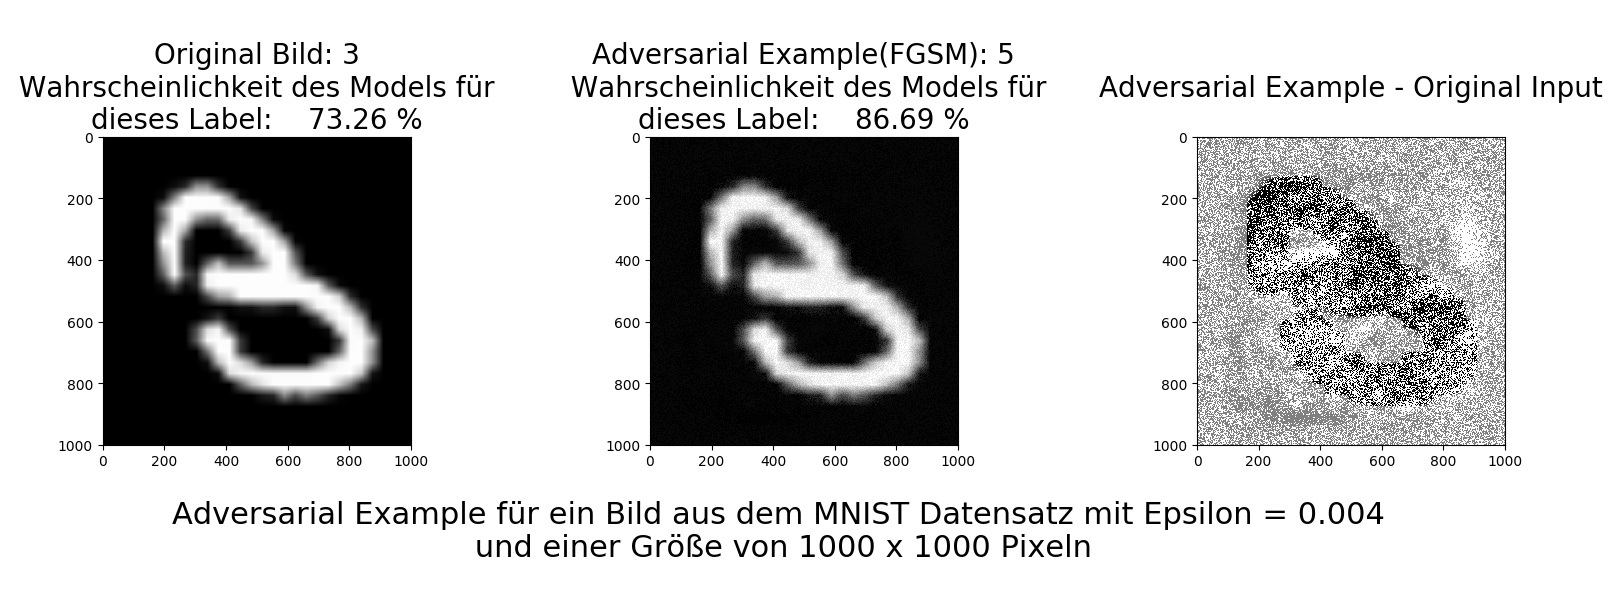 Original Bild: 3
Wahrscheinlichkeit des Models für
dieses Label: 73.26 %
0
200
400
600
800
1000
0 200 400 600 800 1000
Adversarial Example(FGSM): 5
Wahrscheinlichkeit des Models für
dieses Label: 86.69 %
0
200
400
600
800
1000
0 200 400 600 800 1000
Adversarial Example - Original Input
0
200
400
600
800
1000
0 200 400 600 800 1000
Adversarial Example für ein Bild aus dem MNIST Datensatz mit Epsilon = 0.004
und einer Größe von 1000 x 1000 Pixeln